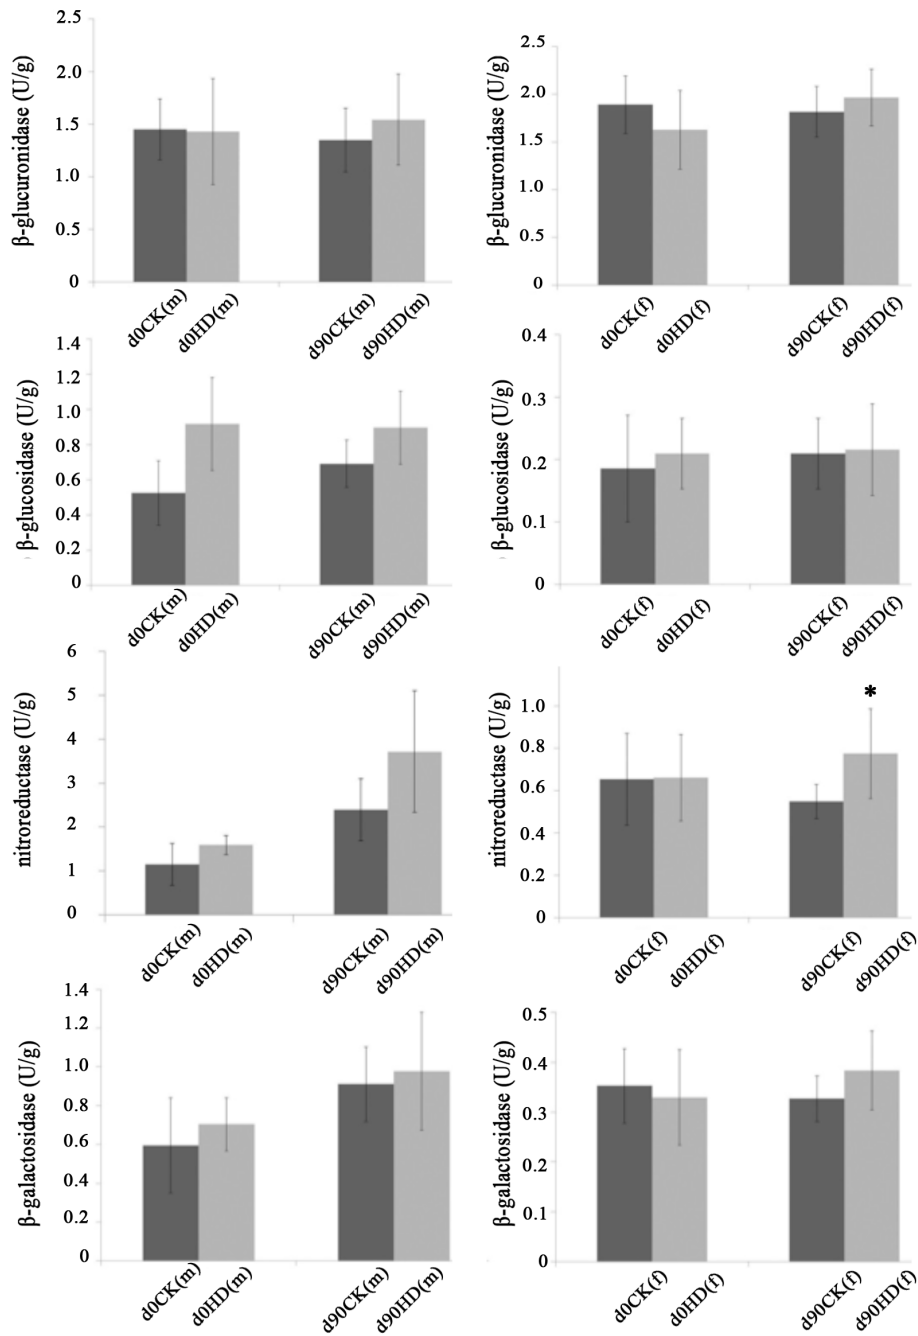 β-glucuronidase (U/g)
2.5
2.0
1.5
1.0
0.5
0
d0CK(m)
d0HD(m)
d90CK(m)
d90HD(m)
β-glucuronidase (U/g)
2.5
2.0
1.5
1.0
0.5
0
d0CK(f)
d0HD(f)
d90CK(f)
d90HD(f)
β-glucosidase (U/g)
1.4
1.2
1.0
0.8
0.6
0.4
0.2
0
d0CK(m)
d0HD(m)
d90CK(m)
d90HD(m)
β-glucosidase (U/g)
0.4
0.3
0.2
0.1
0
d0CK(f)
d0HD(f)
d90CK(f)
d90HD(f)
nitroreductase (U/g)
6
5
4
3
2
1
0
d0CK(m)
d0HD(m)
d90CK(m)
d90HD(m)
nitroreductase (U/g)
1.0
0.8
0.6
0.4
0.2
0
*
d0CK(f)
d0HD(f)
d90CK(f)
d90HD(f)
β-galactosidase (U/g)
1.4
1.2
1.0
0.8
0.6
0.4
0.2
0
d0CK(m)
d0HD(m)
d90CK(m)
d90HD(m)
β-galactosidase (U/g)
0.5
0.4
0.3
0.2
0.1
0
d0CK(f)
d0HD(f)
d90CK(f)
d90HD(f)